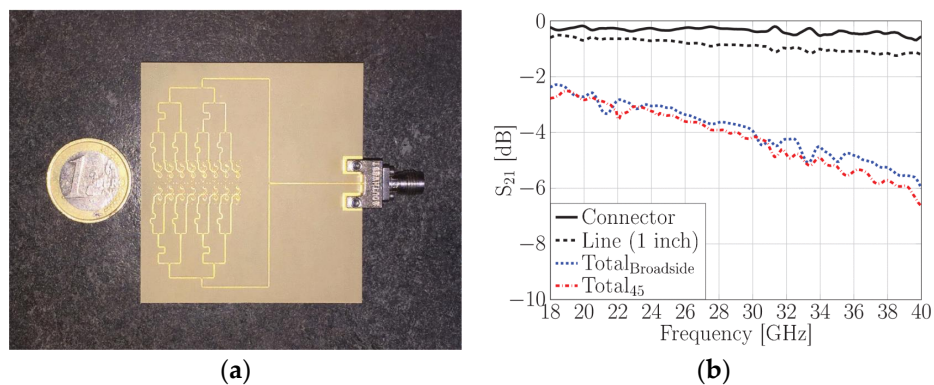 SOUTHWEST
(a)
0
−2
−4
−6
−8
−10
S21 [dB]
Connector
Line (1 inch)
TotalBroadside
Total45
18 20 22 24 26 28 30 32 34 36 38 40
Frequency [GHz]
(b)